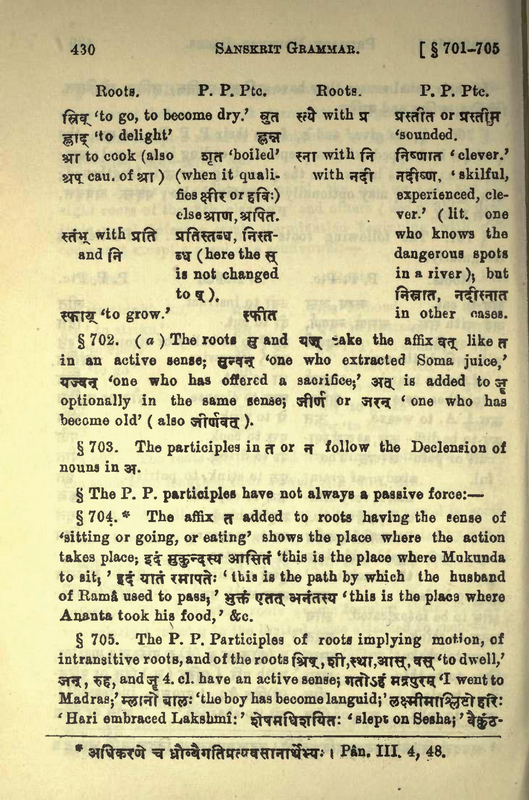 430 SANSKRIT GRAMMAR. [ § 701-705
Roots. P. P. Ptc. Roots. P. P. Ptc.
स्त्रिव् 'to go, to become dry.' स्रुत स्त्यै with प्र प्रस्तीत or प्रस्तीम
ह्लाद् 'to delight' ह्लन्न 'sounded.
श्रा to cook (also शृत 'boiled' स्ना with नि निष्णात 'clever.'
श्रप् cau. of श्रा ) (when it quali- with नदी नदीष्ण, 'skilful,
fies क्षीर or हविः) experienced, cle-
else श्राण, श्रपित. ver.' ( lit. one
स्तंभ् with प्रति प्रतिस्तब्ध, निस्त- who knows the
and नि ब्ध (here the स् dangerous spots
is not changed in a river ); but
to ष् ). निस्नात, नदीस्नात
स्फाय् 'to grow.' स्फीत in other cases.
§ 702. ( a ) The roots सु and यज् take the affix वत् like त
in an active sense; सुन्वन् 'one who extracted Soma juice,'
यज्वन् 'one who has offered a sacrifice;' अत् is added to जॄ
optionally in the same sense; जीर्ण or जरन् ' one who has
become old' ( also जीर्णवत् ).
§ 703. The participles in त or न follow the Declension of
nouns in अ.
§ The P. P. participles have not always a passive force:—
§ 704.* The affix त added to roots having the sense of
'sitting or going, or eating' shows the place where the action
takes place; इदं मुकुन्दस्य आसितं 'this is the place where Mukunda
to sit, ' इदं यातं रमापतेः ' this is the path by which the husband
of Ramâ used to pass,' भुक्तं एतत् अनंतस्य 'this is the place where
Ananta took his food,' &c.
§ 705. The P. P. Participles of roots implying motion, of
intransitive roots, and of the roots श्लिष् , शी, स्था, आस्, वस् 'to dwell,'
जन् , रुह, and जॄ 4. cl. have an active sense; गतोऽहं मद्रपुरम् 'I went to
Madras;' म्लानो बालः 'the boy has become languid;' लक्ष्मीमाश्लिष्टो हरिः
' Hari embraced Lakshmî:' शेषमधिशयितः 'slept on Sesha;' वैकुंठ-
* अधिकरणे च ध्रौव्यगतिप्रत्यवसानार्थेभ्यः । Pân. III. 4, 48.